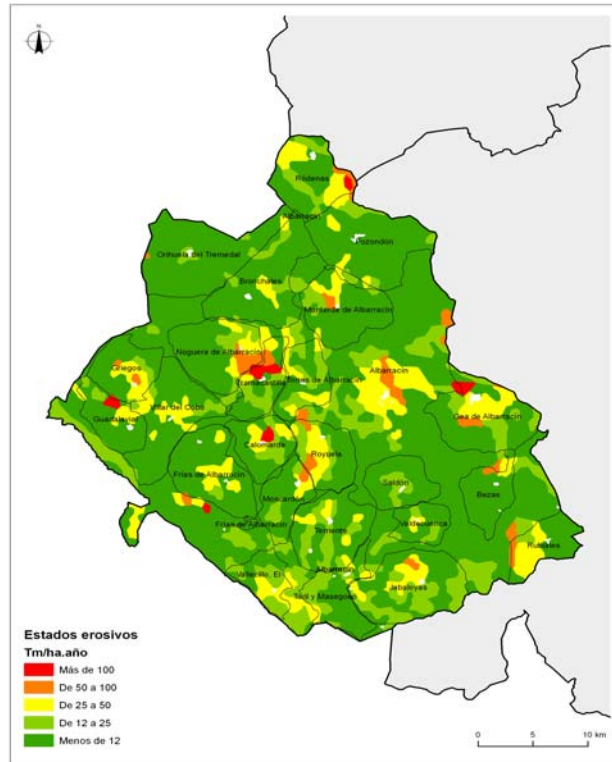 N
Ródenas
Albarracín
Pozondón
Orihuela del Tremedal
Bronchales
Monterde de Albarracín
Noguera de Albarracín
Tramacastilla
Torres de Albarracín
Albarracín
Griegos
Gea de Albarracín
Villar del Cobo
Guadalaviar
Calomarde
Royuela
Frías de Albarracín
Saldón
Bezas
Moscardón
Frías de Albarracín
Terriente
Valdecuenca
Rubiales
Albarracín
Vallecillo, El
Jabaloyas
Toril y Masegoso
Estados erosivos
Tm/ha.año
Más de 100
De 50 a 100
De 25 a 50
De 12 a 25
Menos de 12
0 5 10 km